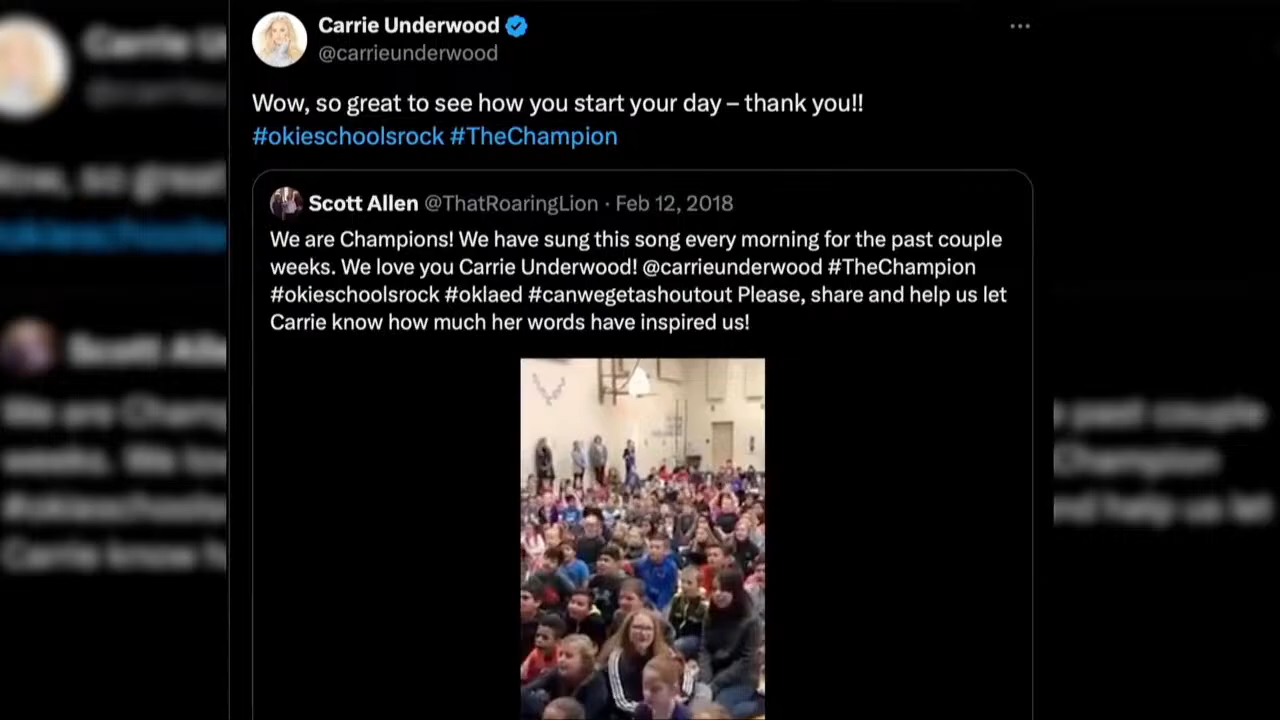 Carrie Underwood
@carrieunderwood
Wow, so great to see how you start your day – thank you!!
#okieschoolsrock #TheChampion
Scott Allen @ThatRoaringLion · Feb 12, 2018
We are Champions! We have sung this song every morning for the past couple
weeks. We love you Carrie Underwood! @carrieunderwood #TheChampion
#okieschoolsrock #oklaed #canwegetashoutout Please, share and help us let
Carrie know how much her words have inspired us!